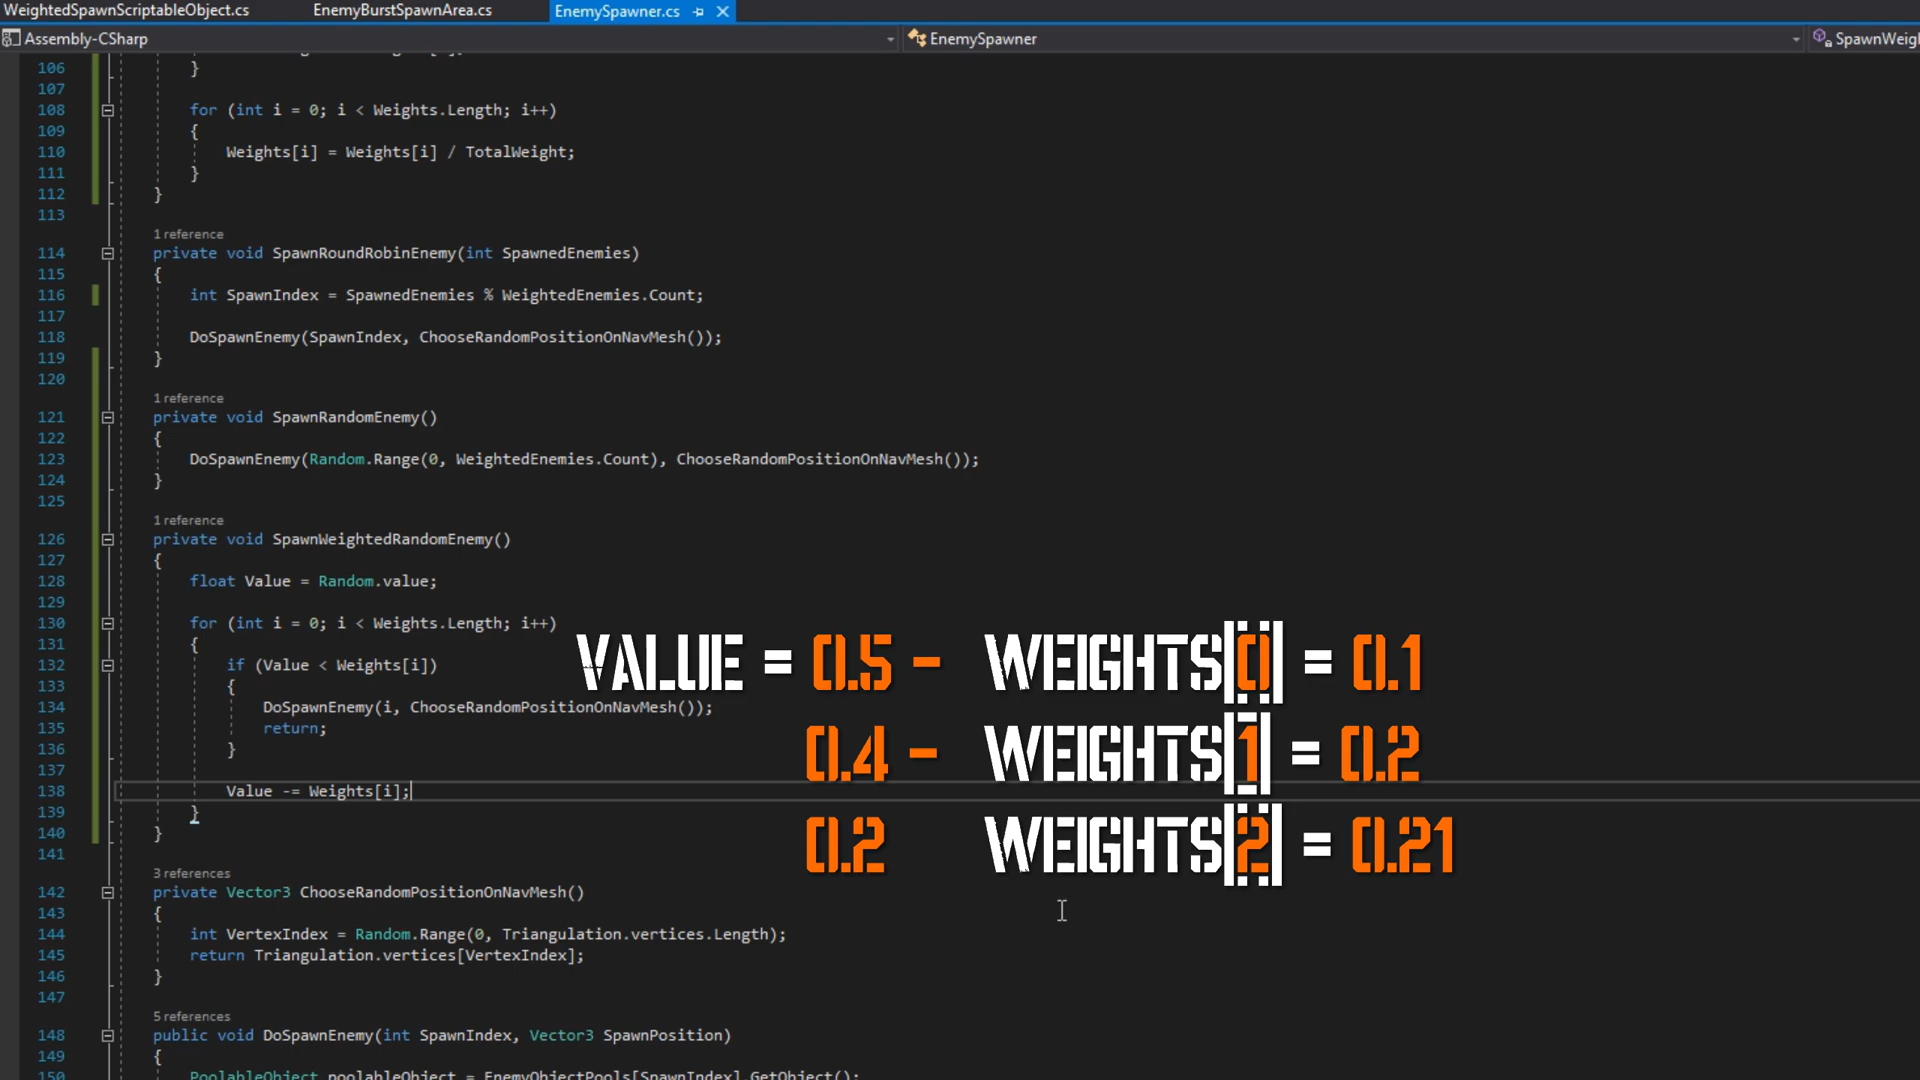 WeightedSpawnScriptableObject.cs EnemyBurstSpawnArea.cs EnemySpawner.cs
Assembly-CSharp EnemySpawner SpawnWeigh
106 }
107
108 for (int i = 0; i < Weights.Length; i++)
109 {
110 Weights[i] = Weights[i] / TotalWeight;
111 }
112 }
113
1 reference
114 private void SpawnRoundRobinEnemy(int SpawnedEnemies)
115 {
116 int SpawnIndex = SpawnedEnemies % WeightedEnemies.Count;
117
118 DoSpawnEnemy(SpawnIndex, ChooseRandomPositionOnNavMesh());
119 }
120
1 reference
121 private void SpawnRandomEnemy()
122 {
123 DoSpawnEnemy(Random.Range(0, WeightedEnemies.Count), ChooseRandomPositionOnNavMesh());
124 }
125
1 reference
126 private void SpawnWeightedRandomEnemy()
127 {
128 float Value = Random.value;
129
130 for (int i = 0; i < Weights.Length; i++)
131 {
132 if (Value < Weights[i])
133 {
134 DoSpawnEnemy(i, ChooseRandomPositionOnNavMesh());
135 return;
136 }
137
138 Value -= Weights[i];
139 }
140 }
141
VALUE = 0.5 - WEIGHTS[0] = 0.1
0.4 - WEIGHTS[1] = 0.2
0.2 WEIGHTS[2] = 0.21
3 references
142 private Vector3 ChooseRandomPositionOnNavMesh()
143 {
144 int VertexIndex = Random.Range(0, Triangulation.vertices.Length);
145 return Triangulation.vertices[VertexIndex];
146 }
147
5 references
148 public void DoSpawnEnemy(int SpawnIndex, Vector3 SpawnPosition)
149 {
150 PoolableObject poolableObject = EnemyObjectPools[SpawnIndex].GetObject();